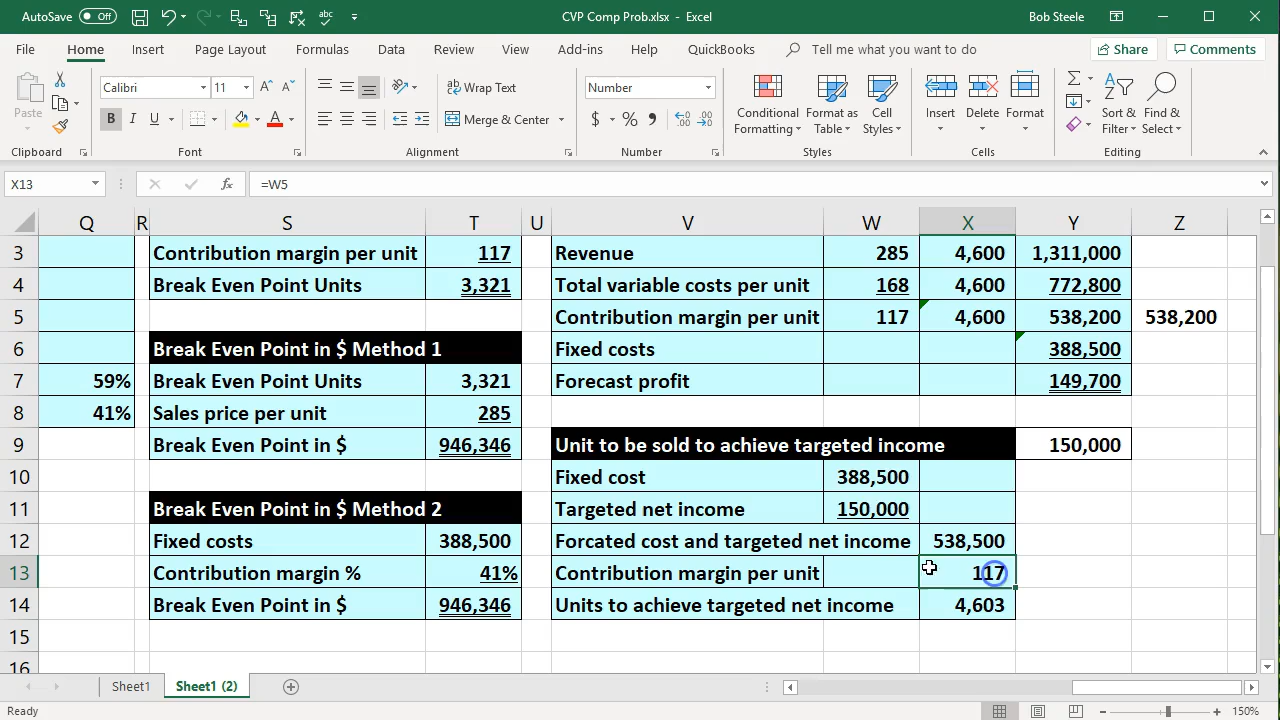 AutoSave Off CVP Comp Prob.xlsx - Excel Bob Steele
File Home Insert Page Layout Formulas Data Review View Add-ins Help QuickBooks Tell me what you want to do Share Comments
Paste Calibri 11 Wrap Text Number Conditional Formatting Format as Table Cell Styles Insert Delete Format Sort & Filter Find & Select
B I U Merge & Center $ %
Clipboard Font Alignment Number Styles Cells Editing
X13 fx =W5
Q R S T U V W X Y Z
3 Contribution margin per unit 117 Revenue 285 4,600 1,311,000
4 Break Even Point Units 3,321 Total variable costs per unit 168 4,600 772,800
5 Contribution margin per unit 117 4,600 538,200 538,200
6 Break Even Point in $ Method 1 Fixed costs 388,500
7 59% Break Even Point Units 3,321 Forecast profit 149,700
8 41% Sales price per unit 285
9 Break Even Point in $ 946,346 Unit to be sold to achieve targeted income 150,000
10 Fixed cost 388,500
11 Break Even Point in $ Method 2 Targeted net income 150,000
12 Fixed costs 388,500 Forcated cost and targeted net income 538,500
13 Contribution margin % 41% Contribution margin per unit 117
14 Break Even Point in $ 946,346 Units to achieve targeted net income 4,603
15
16
Sheet1 Sheet1 (2)
Ready 150%